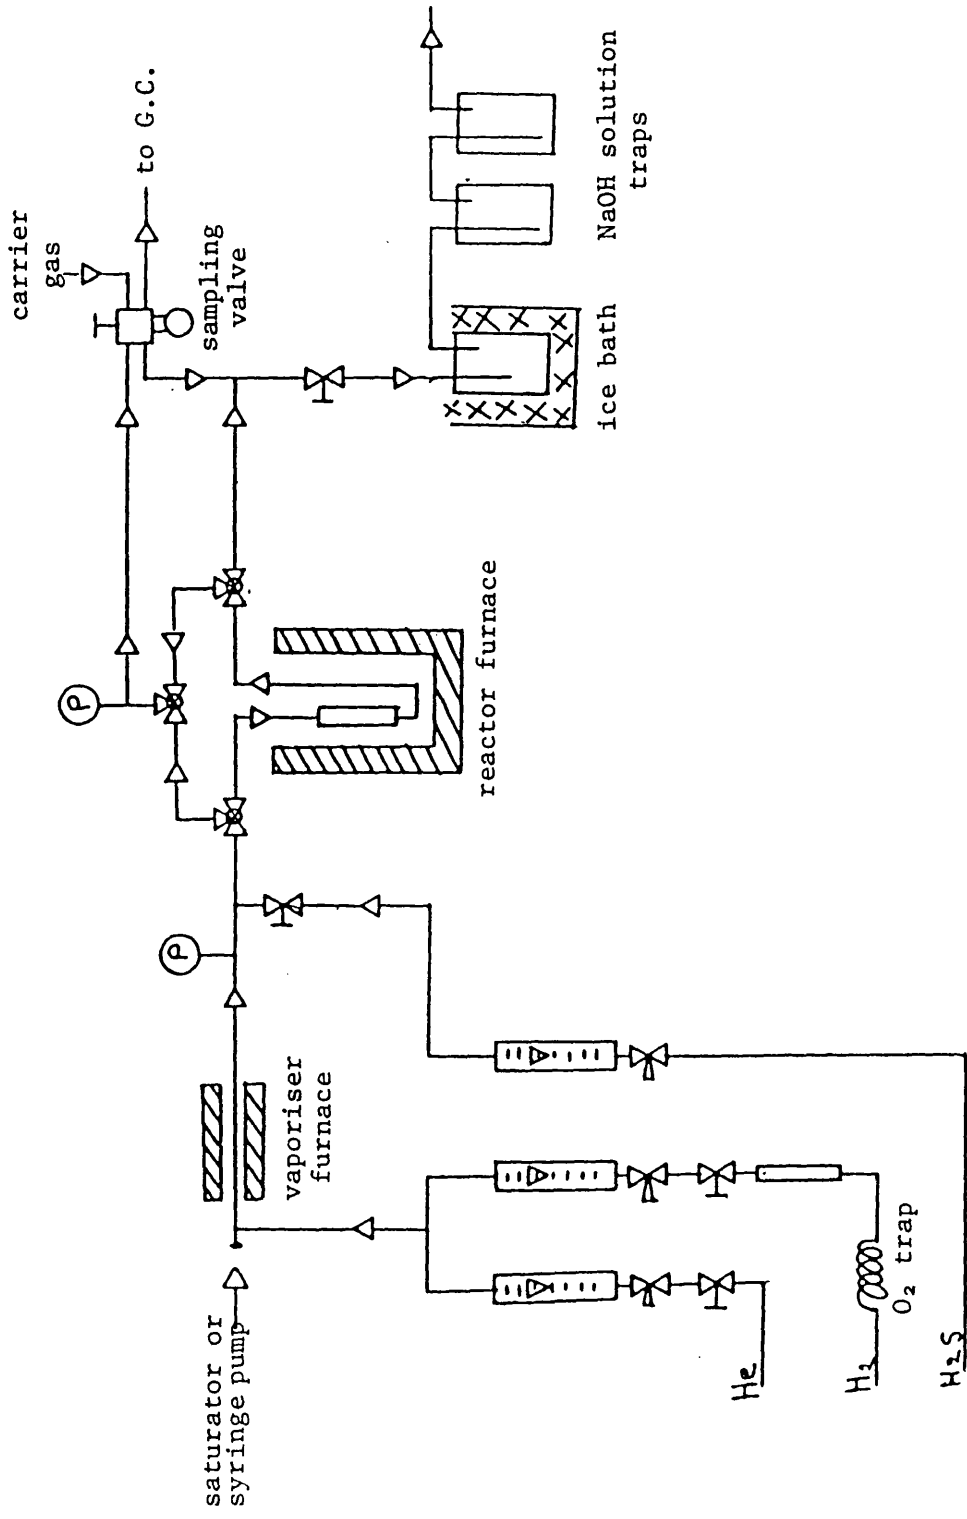 carrier
gas
P
to G.C.
sampling
valve
P
saturator or
syringe pump
vaporiser
furnace
reactor furnace
ice bath
NaOH solution
traps
He
H₂
O₂ trap
H₂S